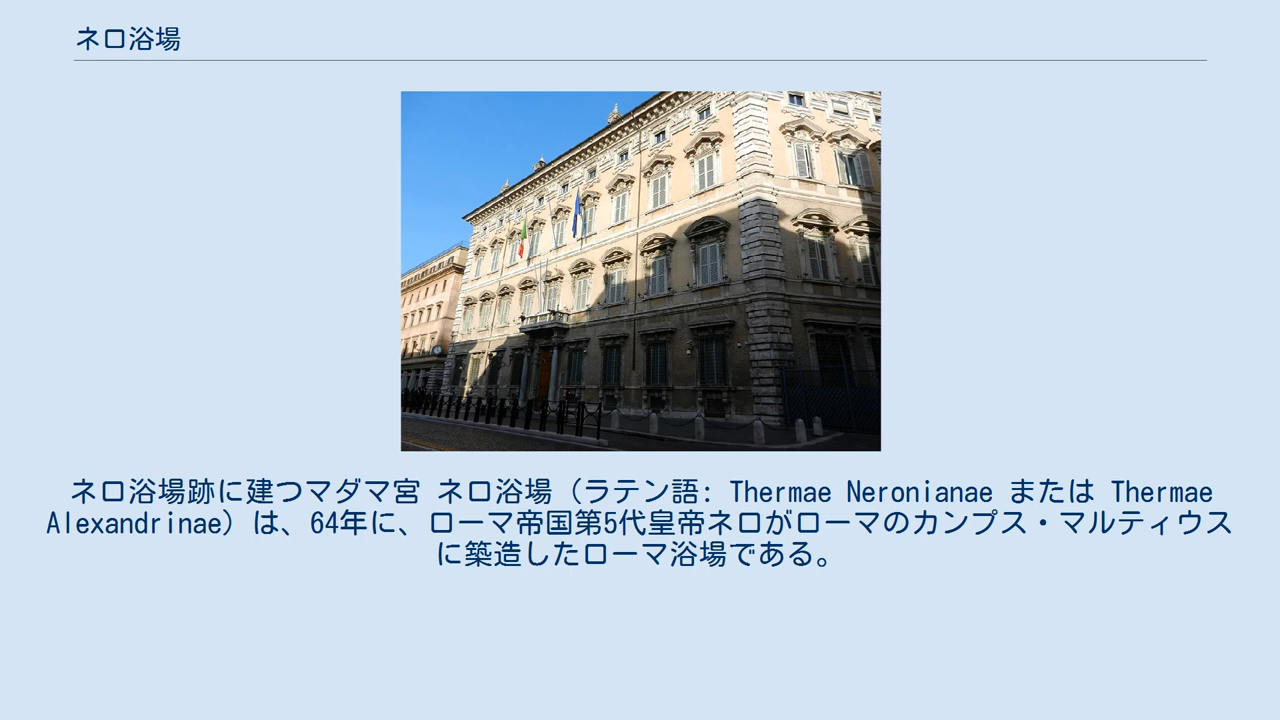 ネロ浴場
ネロ浴場跡に建つマダマ宮 ネロ浴場（ラテン語: Thermae Neronianae または Thermae
Alexandrinae）は、64年に、ローマ帝国第5代皇帝ネロがローマのカンプス・マルティウス
に築造したローマ浴場である。